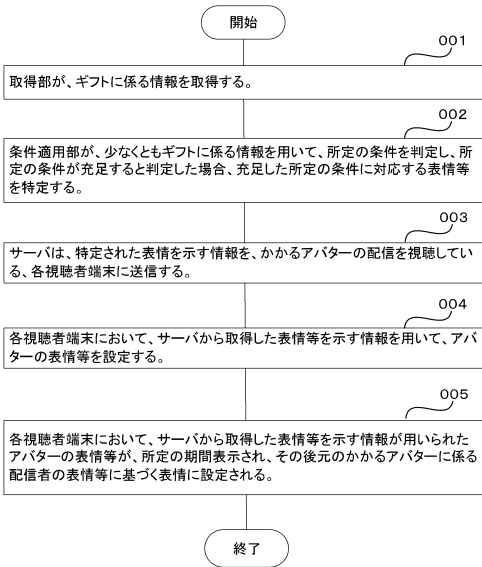 開始
001
取得部が、ギフトに係る情報を取得する。
002
条件適用部が、少なくともギフトに係る情報を用いて、所定の条件を判定し、所
定の条件が充足すると判定した場合、充足した所定の条件に対応する表情等
を特定する。
003
サーバは、特定された表情を示す情報を、かかるアバターの配信を視聴してい
る、各視聴者端末に送信する。
004
各視聴者端末において、サーバから取得した表情等を示す情報を用いて、アバ
ターの表情等を設定する。
005
各視聴者端末において、サーバから取得した表情等を示す情報が用いられた
アバターの表情等が、所定の期間表示され、その後元のかかるアバターに係る
配信者の表情等に基づく表情に設定される。
終了